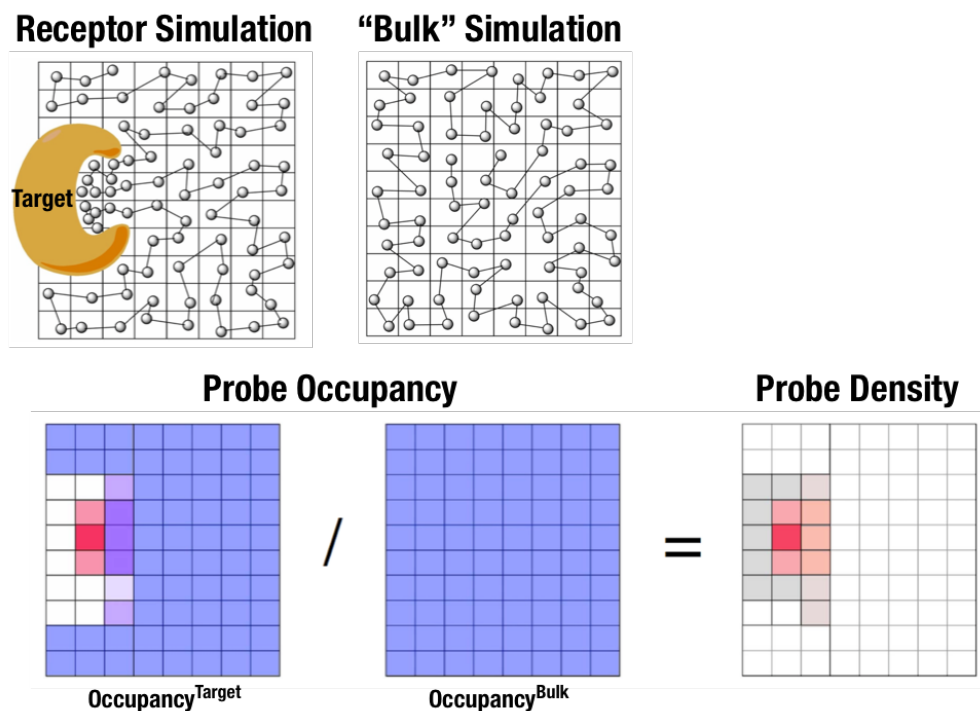 Receptor Simulation
“Bulk” Simulation
Target
Probe Occupancy
Probe Density
/
=
Occupancy^Target
Occupancy^Bulk